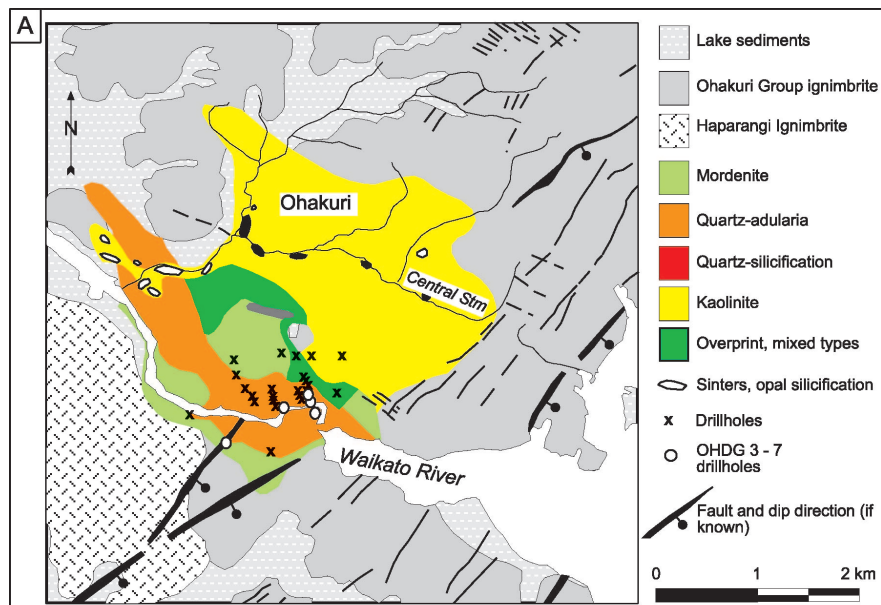 A
N
Ohakuri
Central Stm
Waikato River
Lake sediments
Ohakuri Group ignimbrite
Haparangi Ignimbrite
Mordenite
Quartz-adularia
Quartz-silicification
Kaolinite
Overprint, mixed types
Sinters, opal silicification
x Drillholes
OHDG 3 - 7
drillholes
Fault and dip direction (if
known)
0 1 2 km